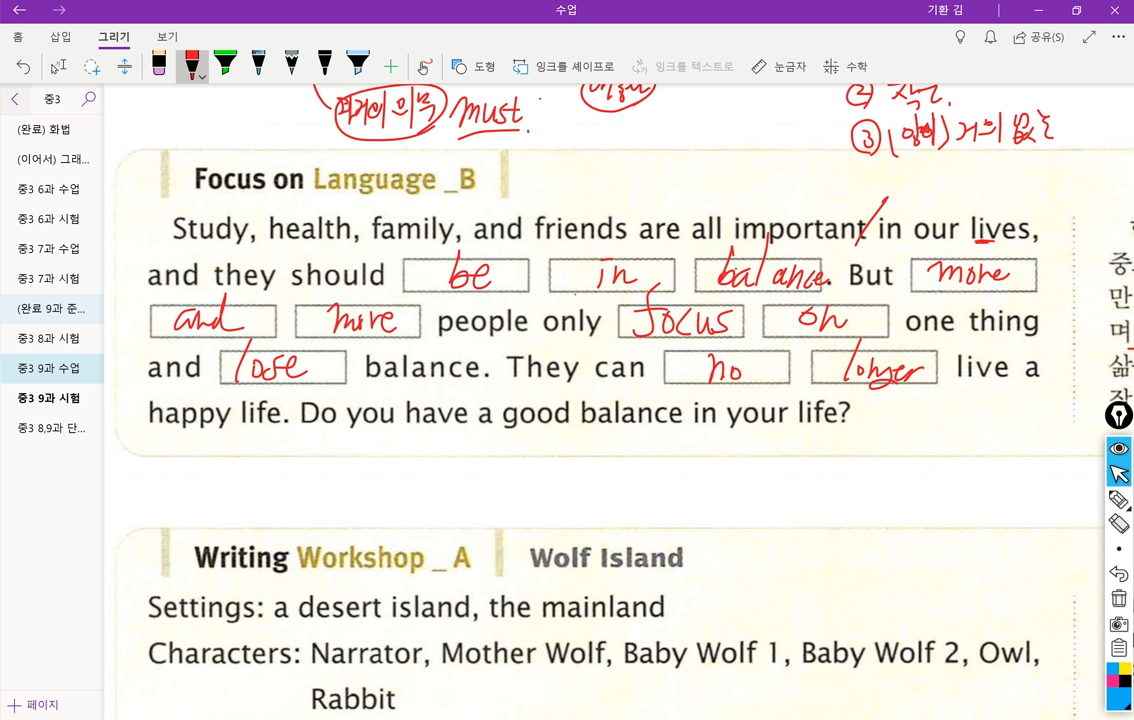 수업
기환 김
홈 삽입 그리기 보기
공유(S)
도형 잉크를 셰이프로 잉크를 텍스트로 눈금자 수학
중3
(완료) 화법
(이어서) 그래...
중3 6과 수업
중3 6과 시험
중3 7과 수업
중3 7과 시험
(완료 9과 준...
중3 8과 시험
중3 9과 수업
중3 9과 시험
중3 8,9과 단...
페이지
과거의 의무 must.
② 작은.
③ (양이) 거의 없는
Focus on Language _B
Study, health, family, and friends are all important / in our lives,
and they should be in balance. But more
and more people only focus on one thing
and lose balance. They can no longer live a
happy life. Do you have a good balance in your life?
중
만
며
삶
Writing Workshop _ A Wolf Island
Settings: a desert island, the mainland
Characters: Narrator, Mother Wolf, Baby Wolf 1, Baby Wolf 2, Owl,
Rabbit